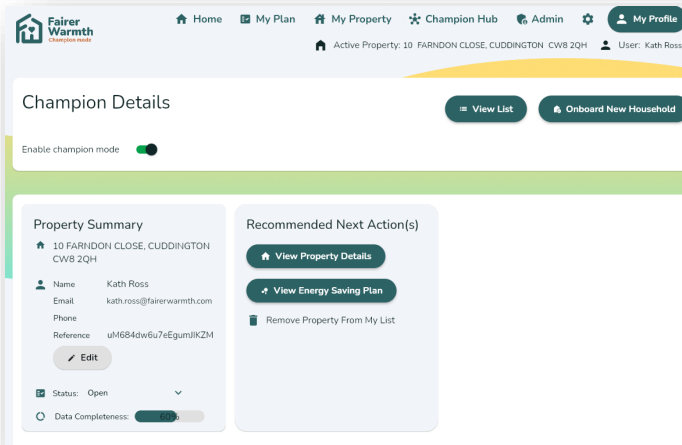 Fairer
Warmth
Champion mode
Home
My Plan
My Property
Champion Hub
Admin
My Profile
Active Property: 10 FARNDON CLOSE, CUDDINGTON CW8 2QH
User: Kath Ross
Champion Details
View List
Onboard New Household
Enable champion mode
Property Summary
10 FARNDON CLOSE, CUDDINGTON
CW8 2QH
Name Kath Ross
Email kath.ross@fairerwarmth.com
Phone
Reference uM684dw6u7eEgumJIKZM
Edit
Status: Open
Data Completeness: 60%
Recommended Next Action(s)
View Property Details
View Energy Saving Plan
Remove Property From My List